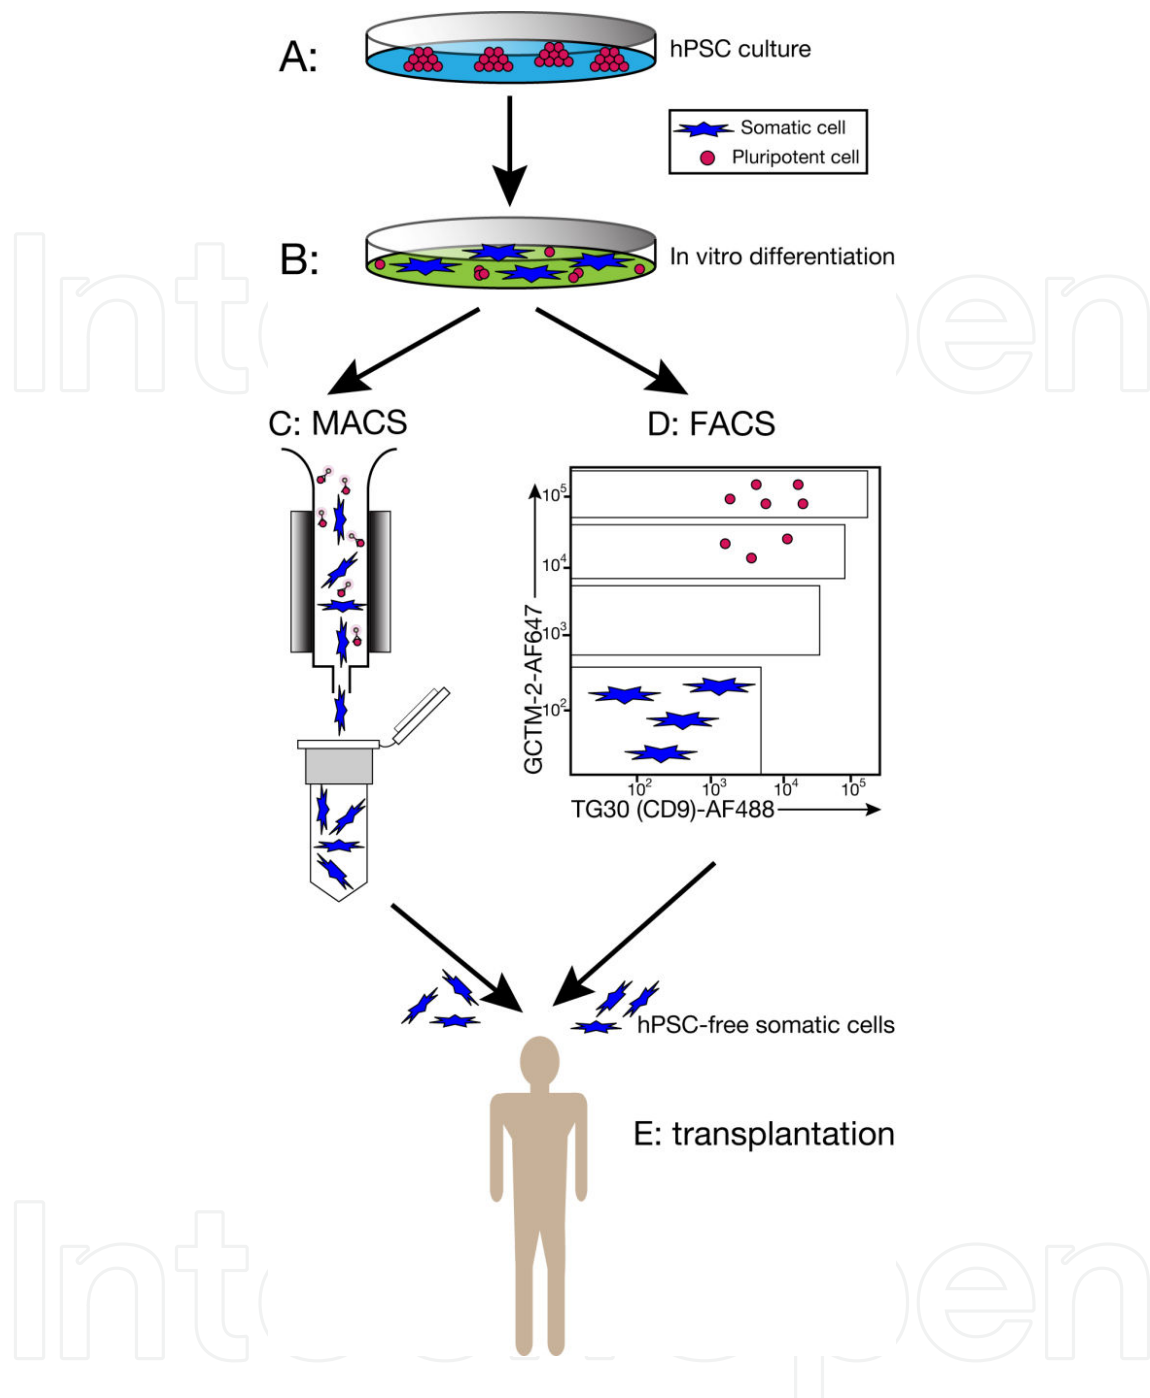 A:
hPSC culture
Somatic cell
Pluripotent cell
B:
In vitro differentiation
C: MACS
D: FACS
10⁵
10⁴
10³
10²
GCTM-2-AF647
10² 10³ 10⁴ 10⁵
TG30 (CD9)-AF488
hPSC-free somatic cells
E: transplantation